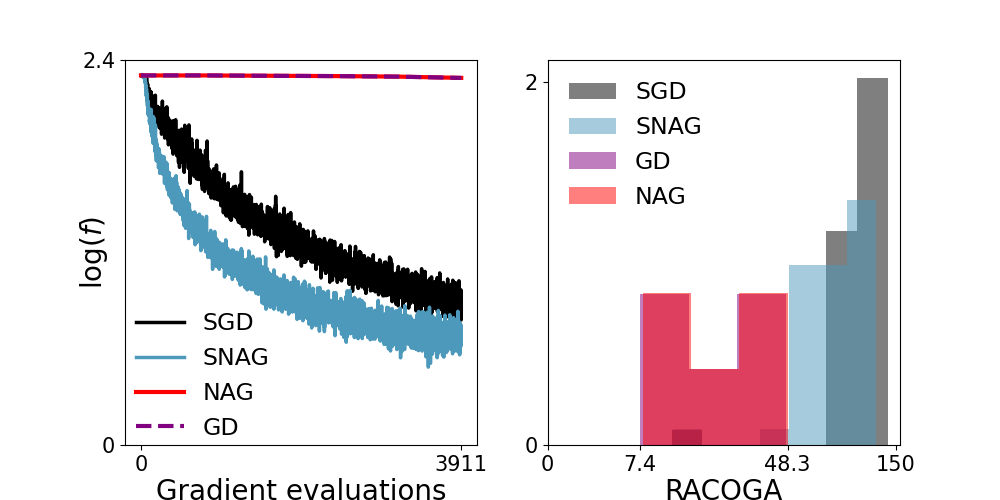 2.4
log(f)
0
SGD
SNAG
NAG
GD
0
3911
Gradient evaluations
2
0
SGD
SNAG
GD
NAG
0
7.4
48.3
150
RACOGA